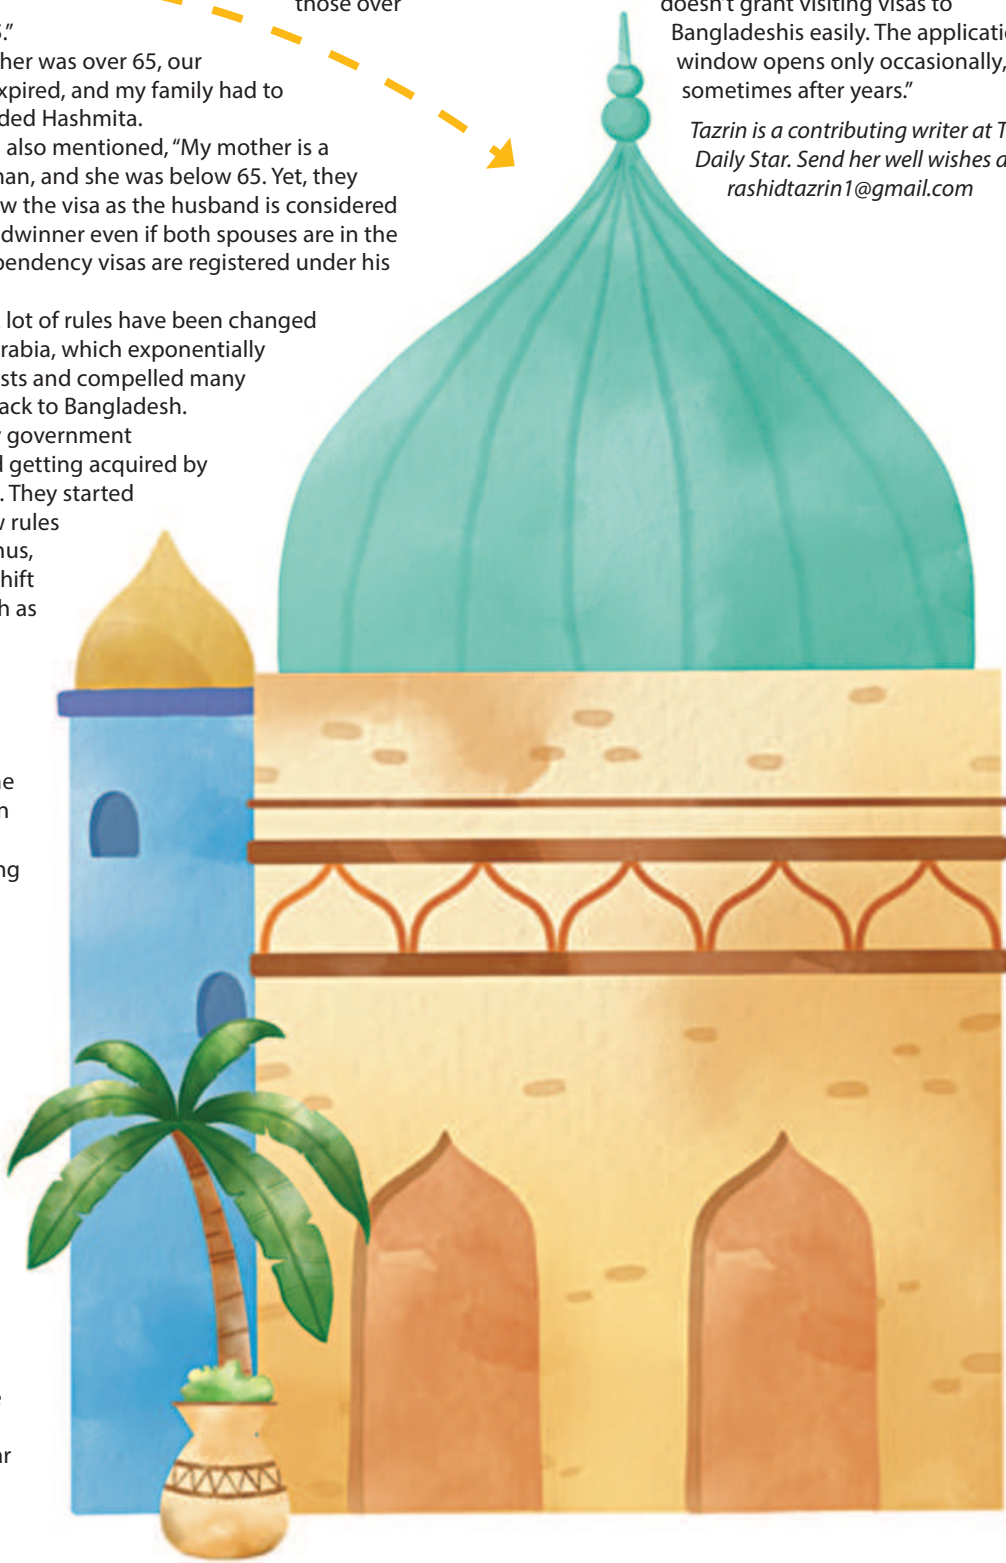 ."
her was over 65, our
xpired, and my family had to
ded Hashmita.
also mentioned, “My mother is a
nan, and she was below 65. Yet, they
w the visa as the husband is considered
dwinner even if both spouses are in the
pendency visas are registered under his
lot of rules have been changed
rabia, which exponentially
sts and compelled many
ack to Bangladesh.
government
d getting acquired by
. They started
w rules
nus,
hift
h as
ne
n
ng
e
ar
those over
doesn’t grant visiting visas to
Bangladeshis easily. The applicatio
window opens only occasionally,
sometimes after years.”
Tazrin is a contributing writer at T
Daily Star. Send her well wishes a
rashidtazrin1@gmail.com